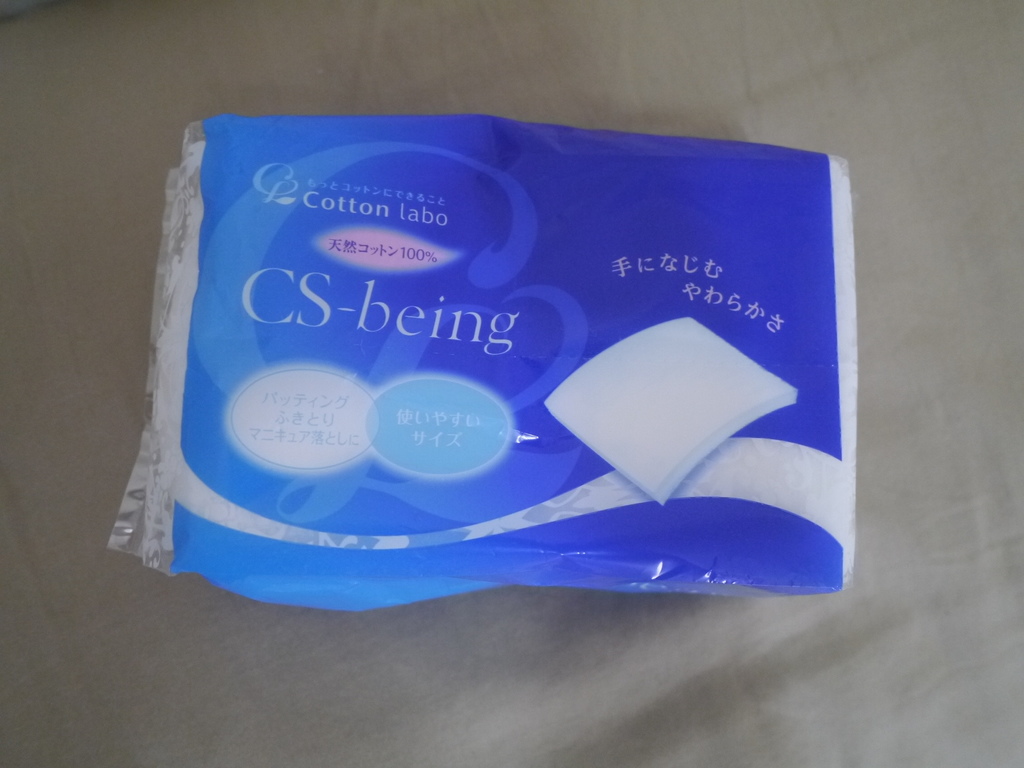 もっとコットンにできること
Cotton labo
天然コットン100%
CS-being
手になじむ
やわらかさ
パッティング
ふきとり
マニキュア落としに
使いやすい
サイズ